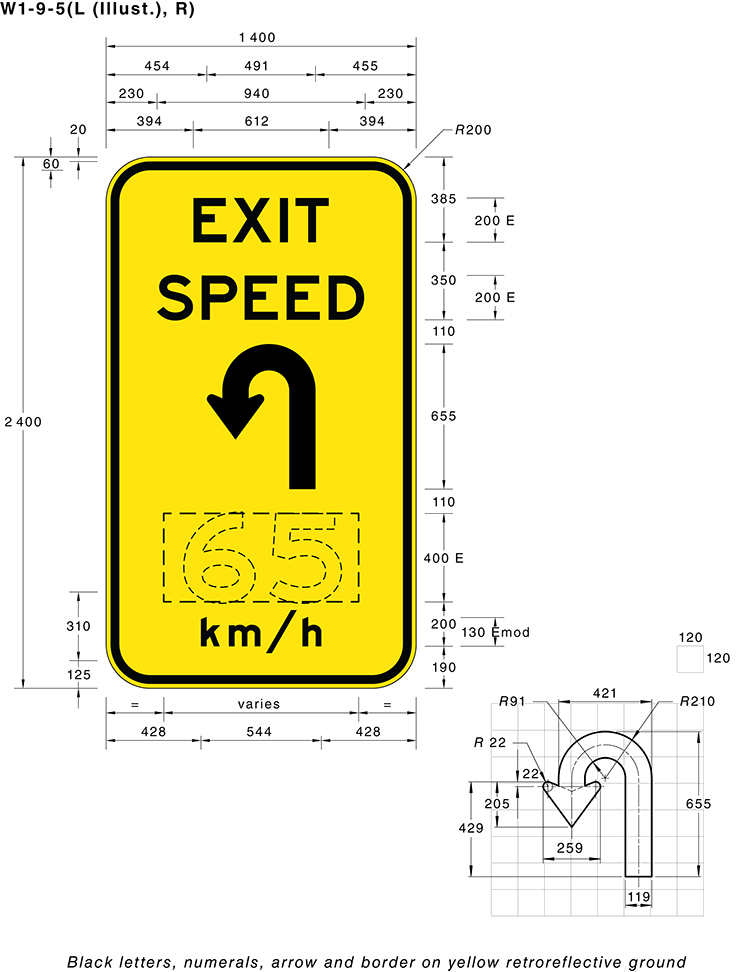 W1-9-5(L (Illust.), R)
1 400
454 491 455
230 940 230
394 612 394
20
60
R200
385
200 E
350
200 E
110
655
110
400 E
200
130 Emod
190
2 400
310
125
EXIT
SPEED
65
km/h
= varies =
428 544 428
120
120
421
R91
R210
R 22
22
205
429
259
655
119
Black letters, numerals, arrow and border on yellow retroreflective ground